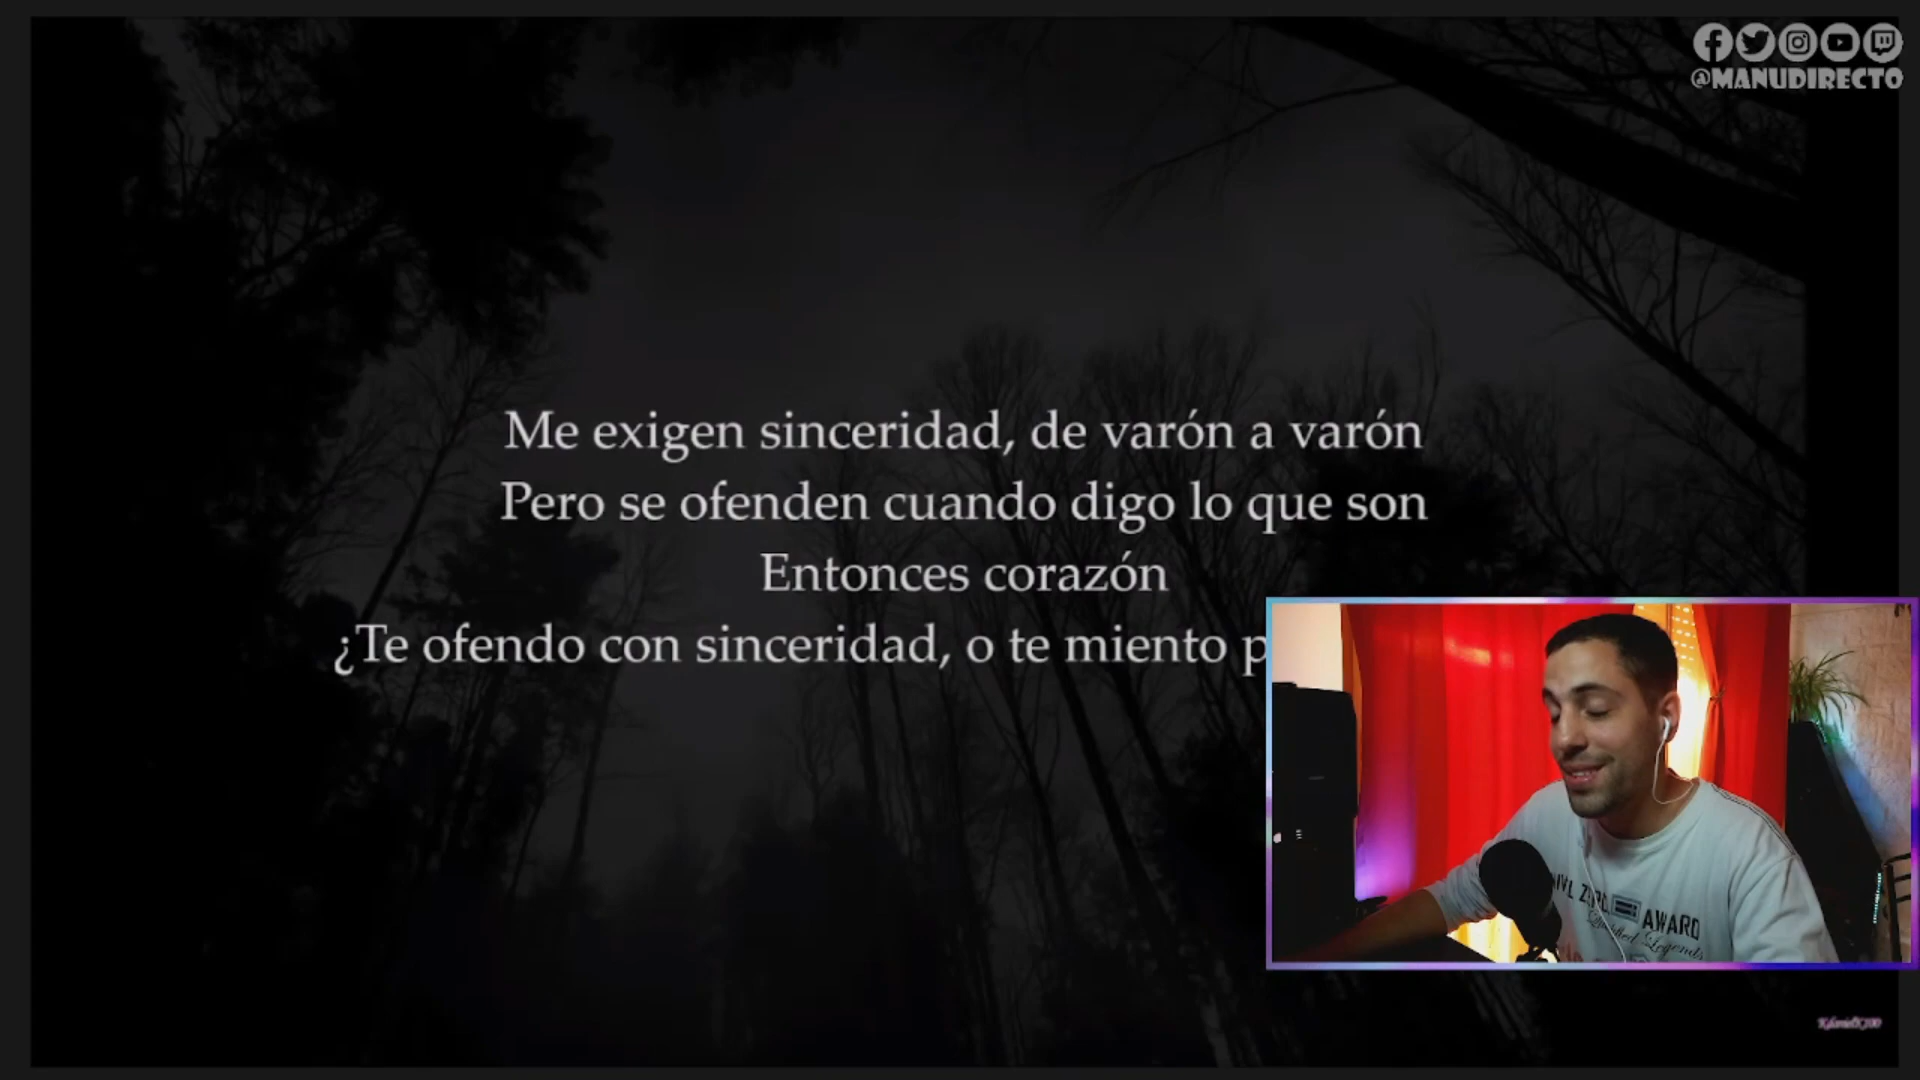 @MANUDIRECTO
Me exigen sinceridad, de varón a varón
Pero se ofenden cuando digo lo que son
Entonces corazón
¿Te ofendo con sinceridad, o te miento p
AWARD
Legends